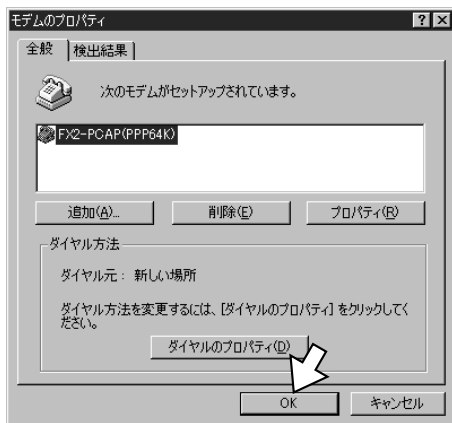 モデムのプロパティ
全般
検出結果
次のモデムがセットアップされています。
FX2-PCAP(PPP64K)
追加(A)...
削除(E)
プロパティ(R)
ダイヤル方法
ダイヤル元： 新しい場所
ダイヤル方法を変更するには、[ダイヤルのプロパティ] をクリックしてく
ださい。
ダイヤルのプロパティ(D)
OK
キャンセル